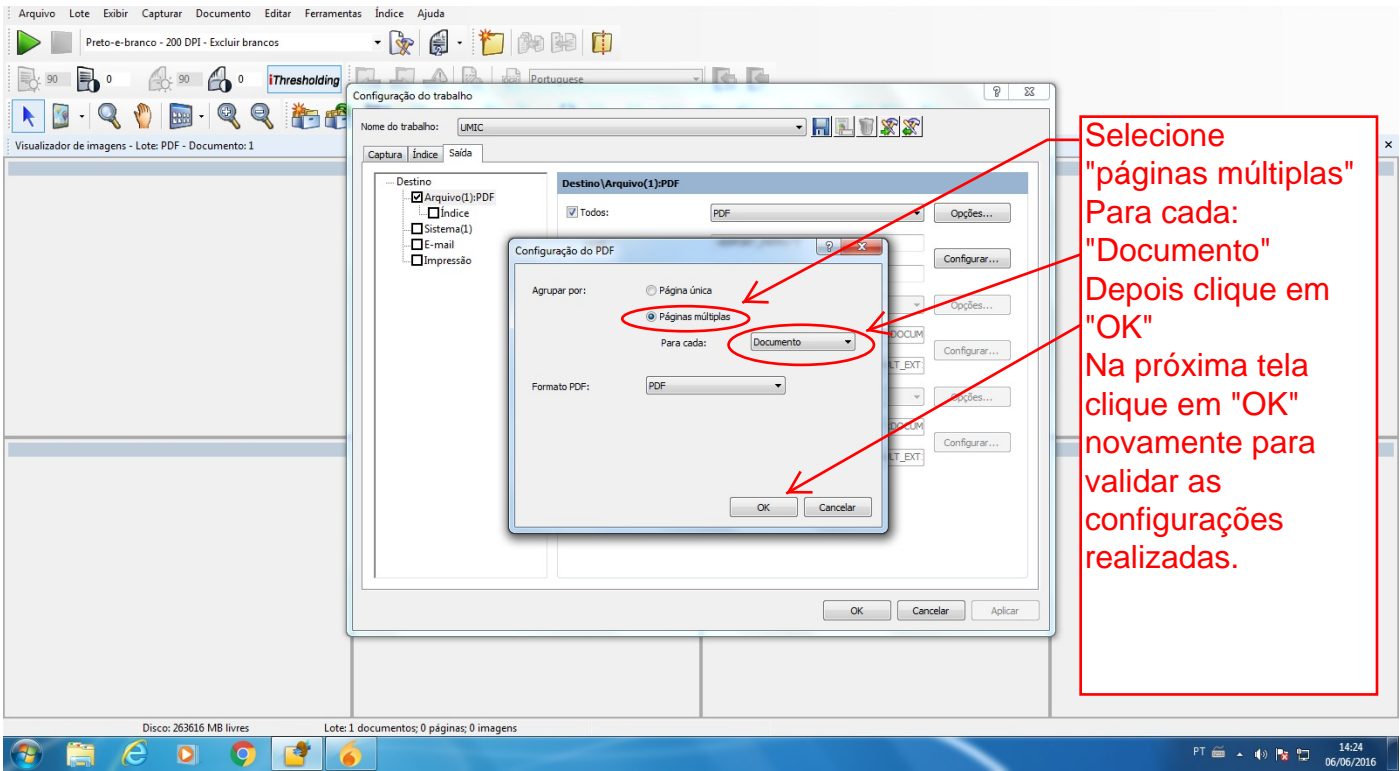 Arquivo Lote Exibir Capturar Documento Editar Ferramentas Índice Ajuda
Preto-e-branco - 200 DPI - Excluir brancos
90 0 90 0 iThresholding Portuguese
Configuração do trabalho
Nome do trabalho: UMIC
Visualizador de imagens - Lote: PDF - Documento: 1
Captura Índice Saída
Destino
Arquivo(1):PDF
Índice
Sistema(1)
E-mail
Impressão
Destino\Arquivo(1):PDF
Todos: PDF Opções...
Configurar...
Opções...
DOCUM
Configurar...
LT_EXT
Opções...
DOCUM
Configurar...
LT_EXT
Configuração do PDF
Agrupar por: Página única
Páginas múltiplas
Para cada: Documento
Formato PDF: PDF
OK Cancelar
OK Cancelar Aplicar
Selecione
"páginas múltiplas"
Para cada:
"Documento"
Depois clique em
"OK"
Na próxima tela
clique em "OK"
novamente para
validar as
configurações
realizadas.
Disco: 263616 MB livres Lote: 1 documentos; 0 páginas; 0 imagens
PT 14:24
06/06/2016